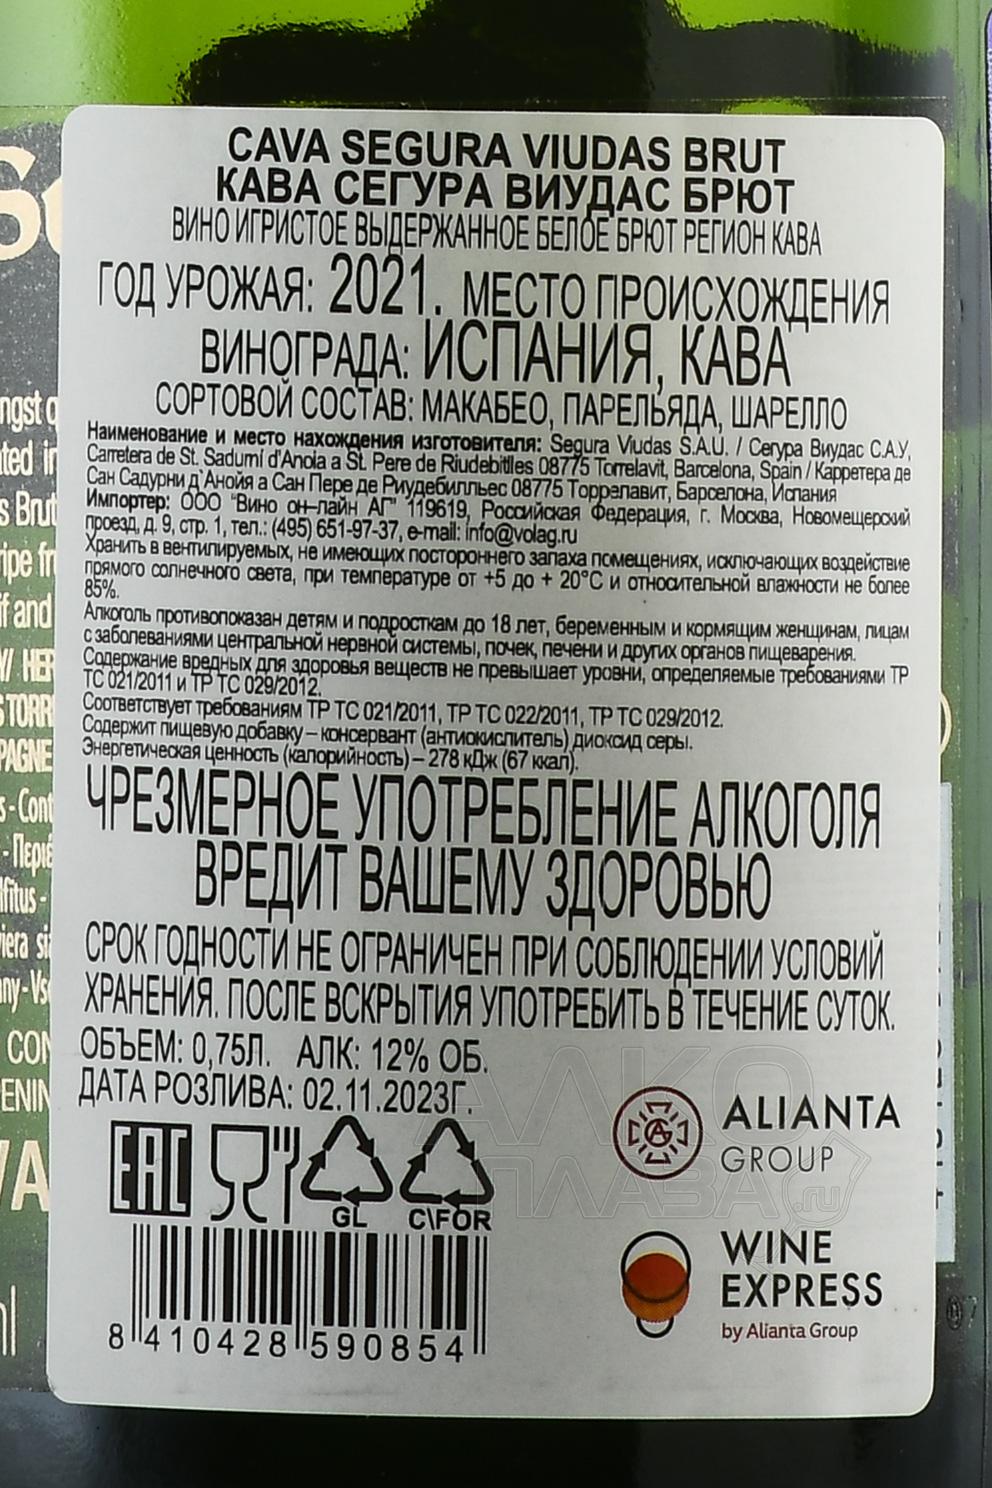 CAVA SEGURA VIUDAS BRUT
КАВА СЕГУРА ВИУДАС БРЮТ
ВИНО ИГРИСТОЕ ВЫДЕРЖАННОЕ БЕЛОЕ БРЮТ РЕГИОН КАВА
ГОД УРОЖАЯ: 2021. МЕСТО ПРОИСХОЖДЕНИЯ
ВИНОГРАДА: ИСПАНИЯ, КАВА
СОРТОВОЙ СОСТАВ: МАКАБЕО, ПАРЕЛЬЯДА, ШАРЕЛЛО
Наименование и место нахождения изготовителя: Segura Viudas S.A.U. / Сегура Виудас С.А.У,
Carretera de St. Sadurní d'Anoia a St. Pere de Riudebitlles 08775 Torrelavit, Barcelona, Spain / Карретера де
Сан Садурни д`Анойя а Сан Пере де Риудебилльес 08775 Торрелавит, Барселона, Испания
Импортер: ООО "Вино он-лайн АГ" 119619, Российская Федерация, г. Москва, Новомещерский
проезд, д. 9, стр. 1, тел.: (495) 651-97-37, e-mail: info@volag.ru
Хранить в вентилируемых, не имеющих постороннего запаха помещениях, исключающих воздействие
прямого солнечного света, при температуре от +5 до + 20°C и относительной влажности не более
85%.
Алкоголь противопоказан детям и подросткам до 18 лет, беременным и кормящим женщинам, лицам
с заболеваниями центральной нервной системы, почек, печени и других органов пищеварения.
Содержание вредных для здоровья веществ не превышает уровни, определяемые требованиями ТР
ТС 021/2011 и ТР ТС 029/2012.
Соответствует требованиям ТР ТС 021/2011, ТР ТС 022/2011, ТР ТС 029/2012.
Содержит пищевую добавку – консервант (антиокислитель) диоксид серы.
Энергетическая ценность (калорийность) – 278 кДж (67 ккал).
ЧРЕЗМЕРНОЕ УПОТРЕБЛЕНИЕ АЛКОГОЛЯ
ВРЕДИТ ВАШЕМУ ЗДОРОВЬЮ
СРОК ГОДНОСТИ НЕ ОГРАНИЧЕН ПРИ СОБЛЮДЕНИИ УСЛОВИЙ
ХРАНЕНИЯ. ПОСЛЕ ВСКРЫТИЯ УПОТРЕБИТЬ В ТЕЧЕНИЕ СУТОК.
ОБЪЕМ: 0,75Л. АЛК: 12% ОБ.
ДАТА РОЗЛИВА: 02.11.2023Г.
EAC
GL
C\FOR
8 410428 590854
ALIANTA
GROUP
WINE
EXPRESS
by Alianta Group
АЛКО
ПЛАЗА.ru